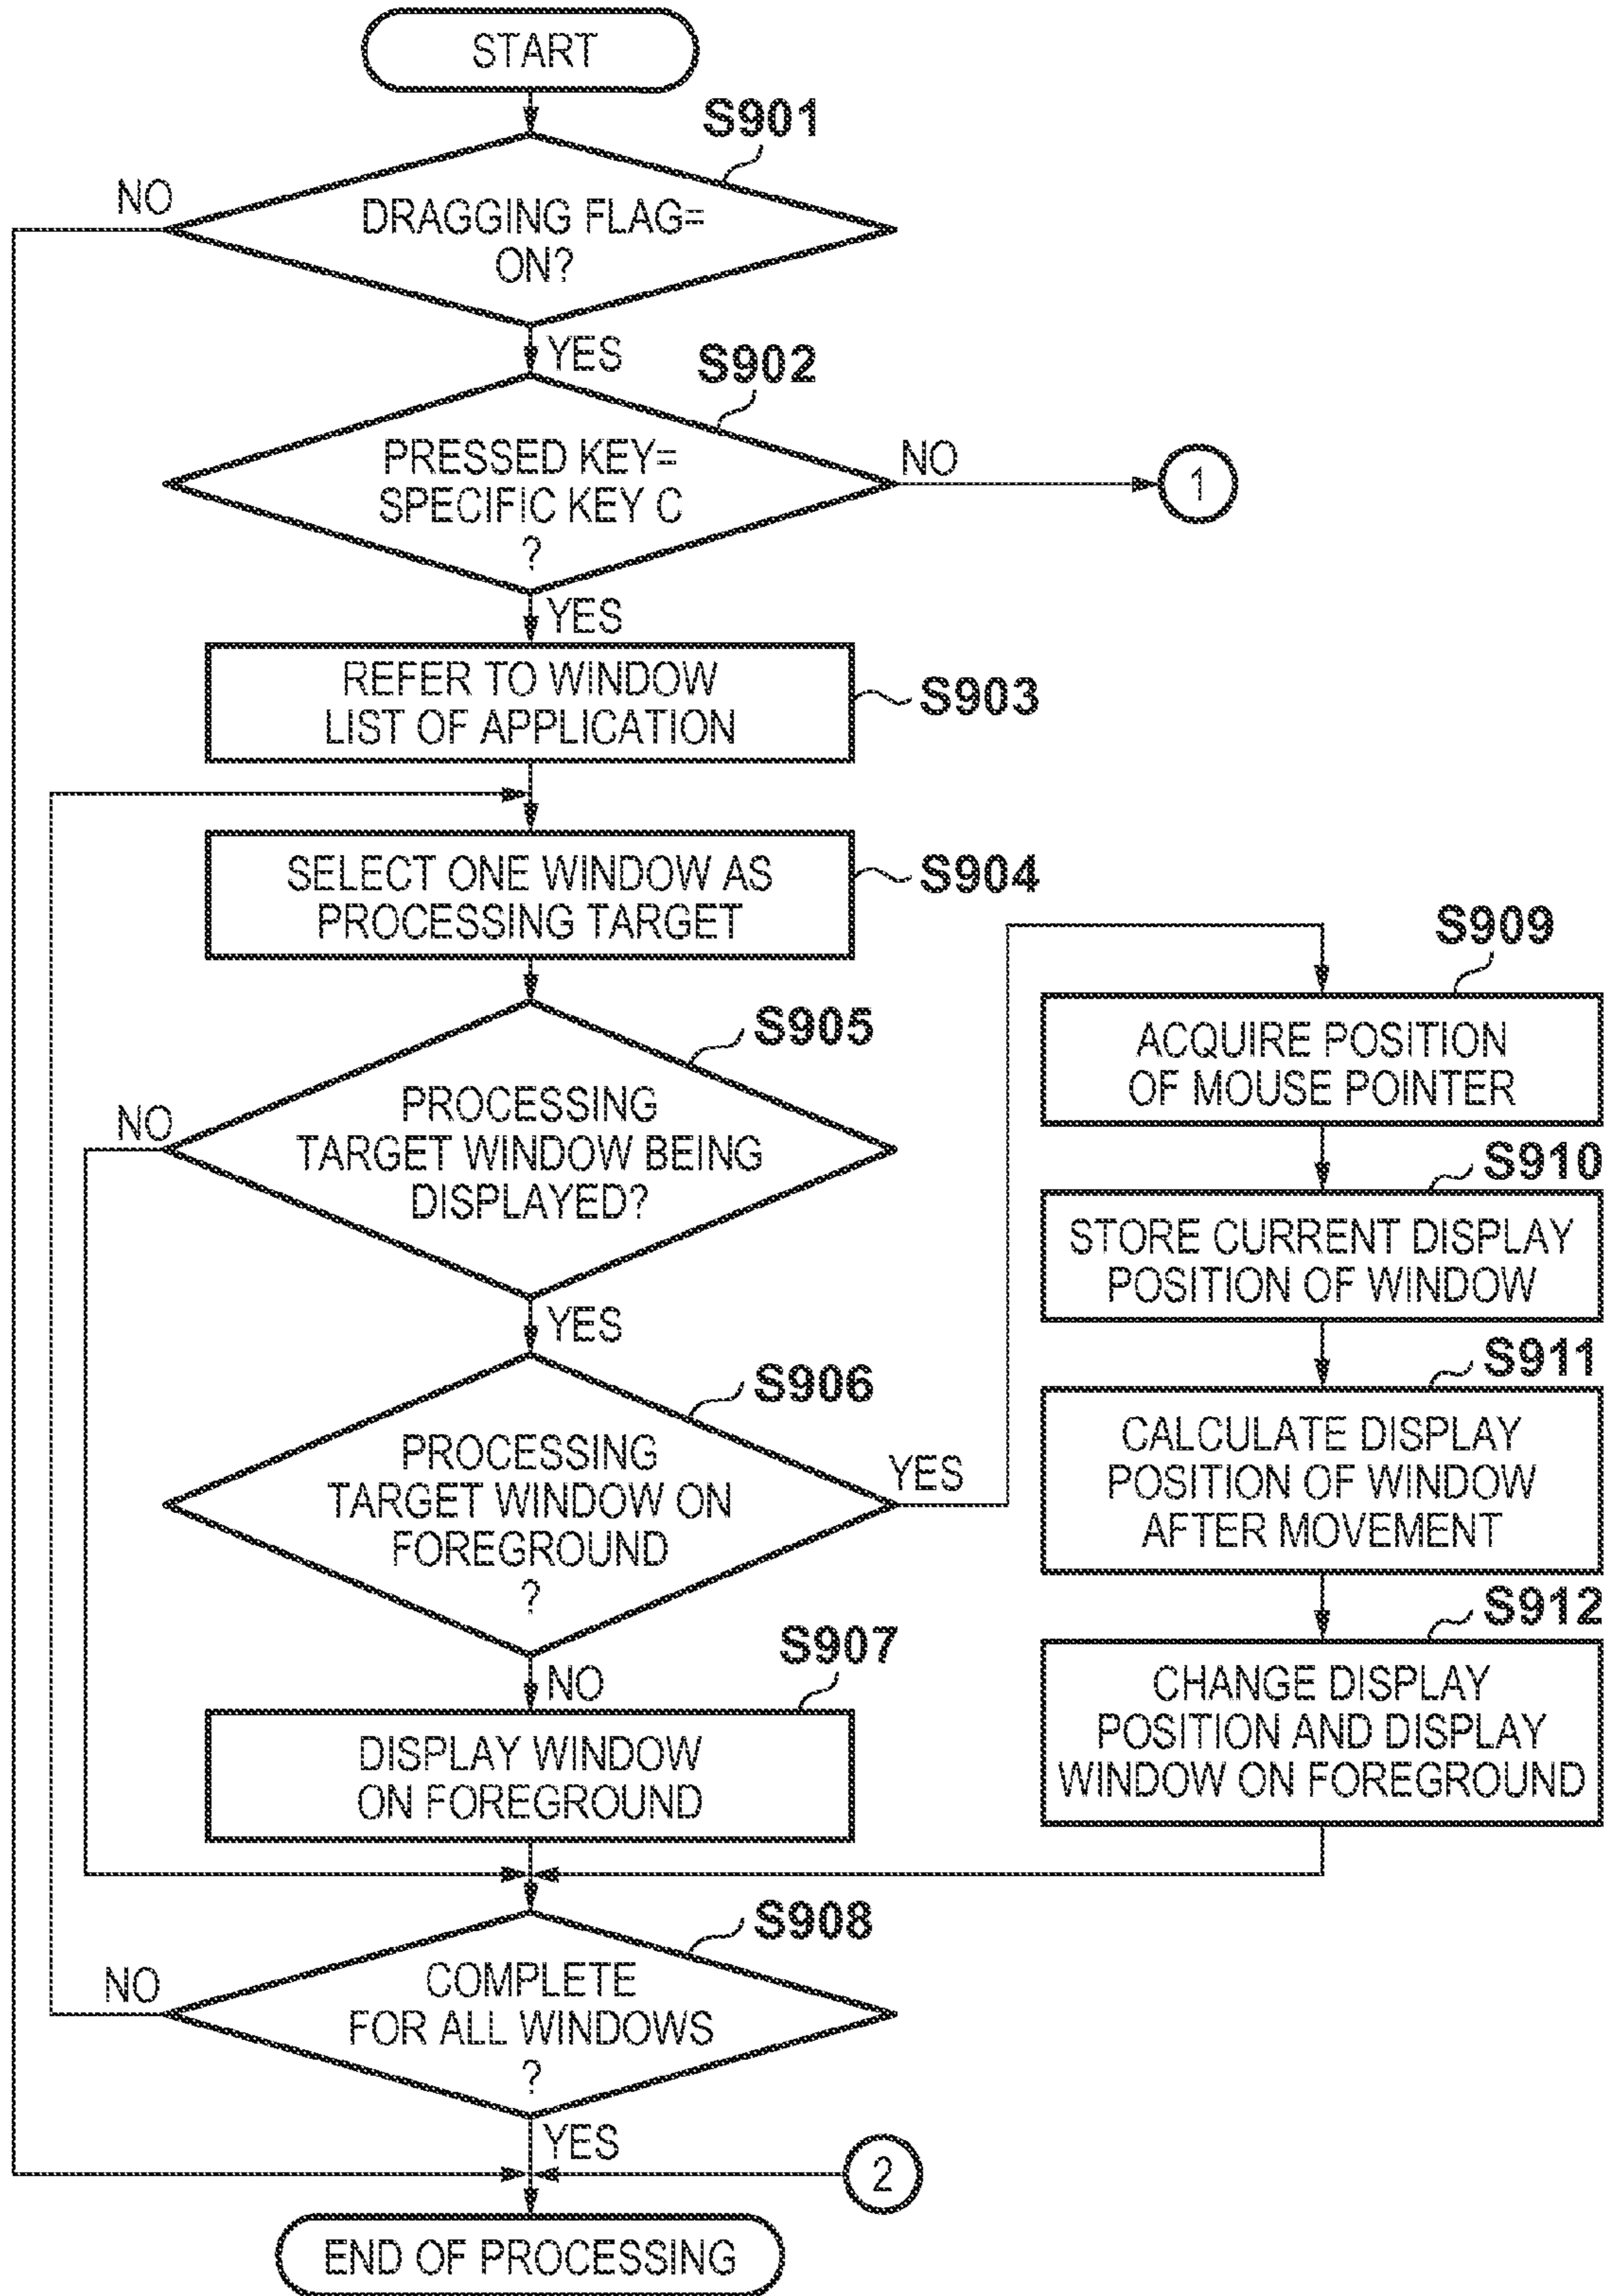 START
S901
NO
DRAGGING FLAG=
ON?
YES
S902
PRESSED KEY=
SPECIFIC KEY C
?
NO
1
YES
REFER TO WINDOW
LIST OF APPLICATION
S903
SELECT ONE WINDOW AS
PROCESSING TARGET
S904
S905
NO
PROCESSING
TARGET WINDOW BEING
DISPLAYED?
YES
S906
PROCESSING
TARGET WINDOW ON
FOREGROUND
?
YES
NO
S907
DISPLAY WINDOW
ON FOREGROUND
S909
ACQUIRE POSITION
OF MOUSE POINTER
S910
STORE CURRENT DISPLAY
POSITION OF WINDOW
S911
CALCULATE DISPLAY
POSITION OF WINDOW
AFTER MOVEMENT
S912
CHANGE DISPLAY
POSITION AND DISPLAY
WINDOW ON FOREGROUND
S908
NO
COMPLETE
FOR ALL WINDOWS
?
YES
2
END OF PROCESSING